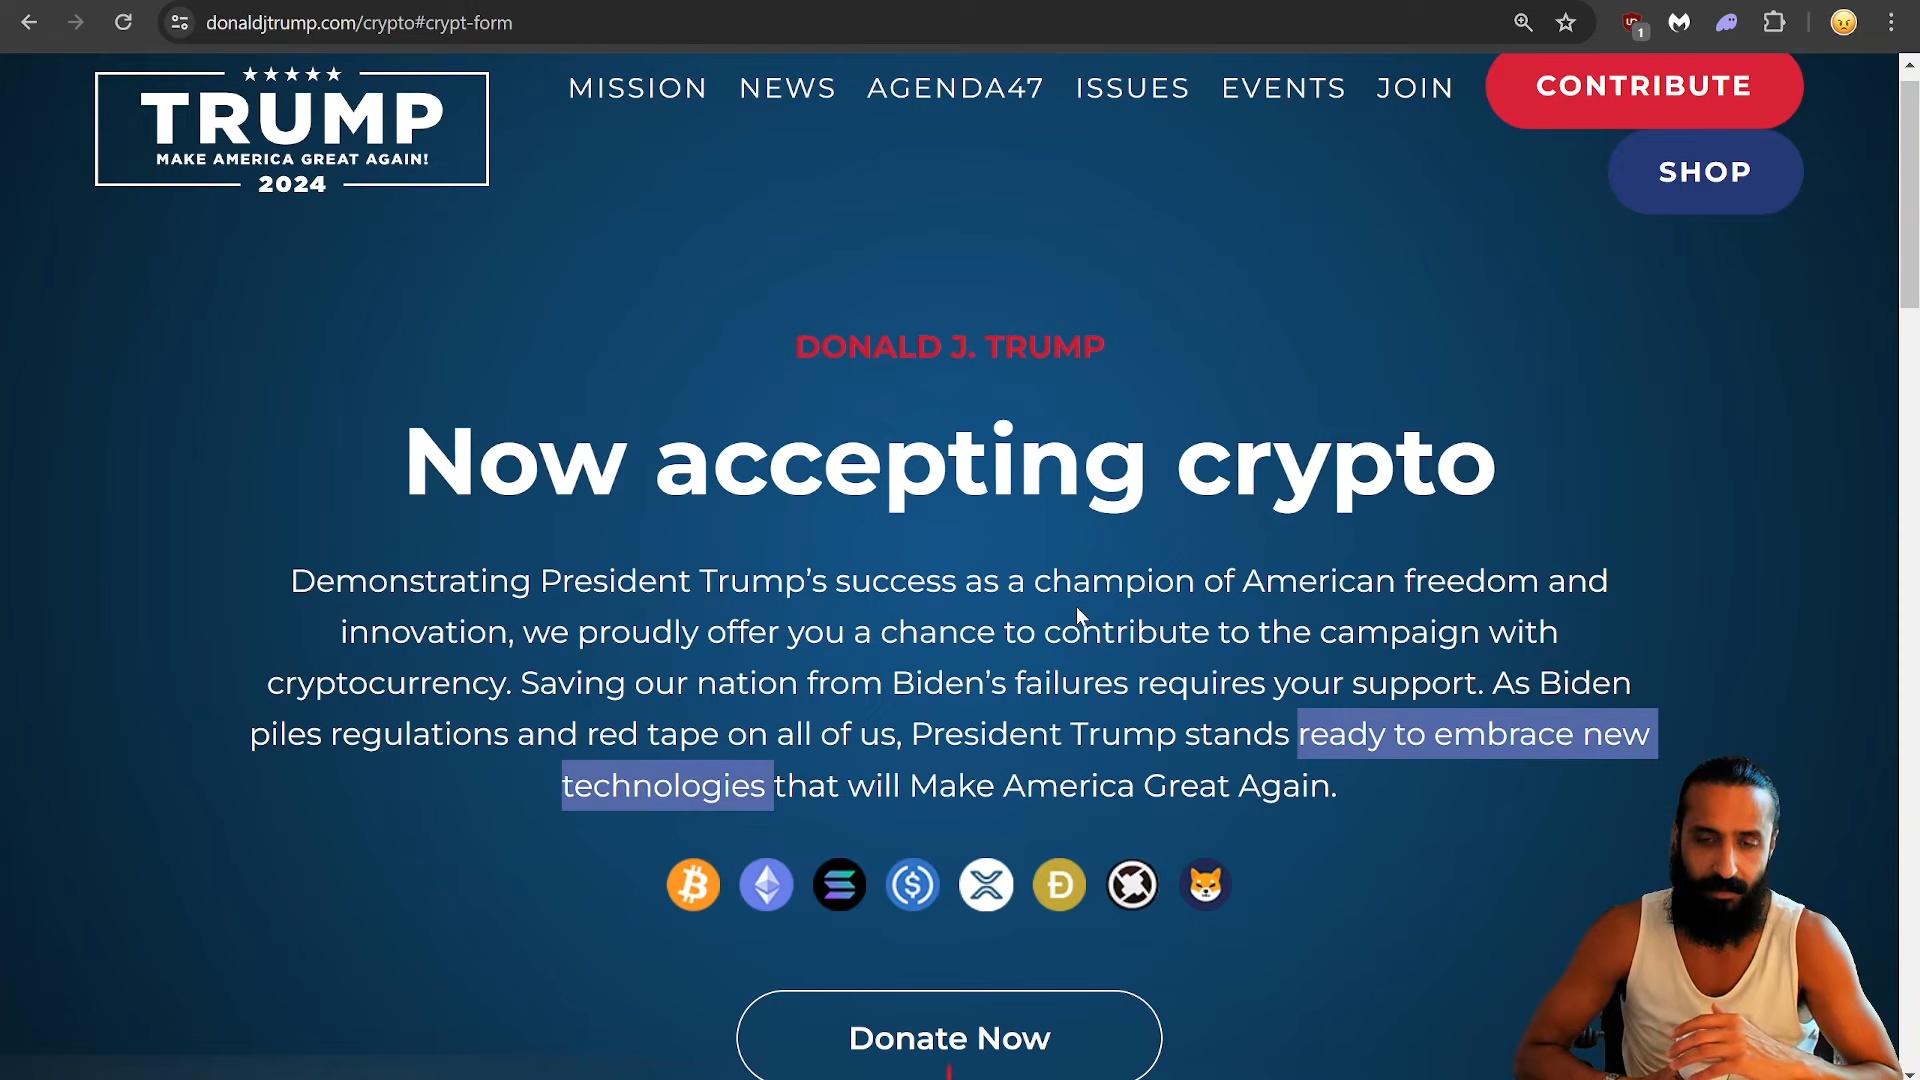 donaldjtrump.com/crypto#crypt-form
1
TRUMP
MAKE AMERICA GREAT AGAIN!
2024
MISSION NEWS AGENDA47 ISSUES EVENTS JOIN CONTRIBUTE
SHOP
DONALD J. TRUMP
Now accepting crypto
Demonstrating President Trump’s success as a champion of American freedom and
innovation, we proudly offer you a chance to contribute to the campaign with
cryptocurrency. Saving our nation from Biden’s failures requires your support. As Biden
piles regulations and red tape on all of us, President Trump stands ready to embrace new
technologies that will Make America Great Again.
Donate Now